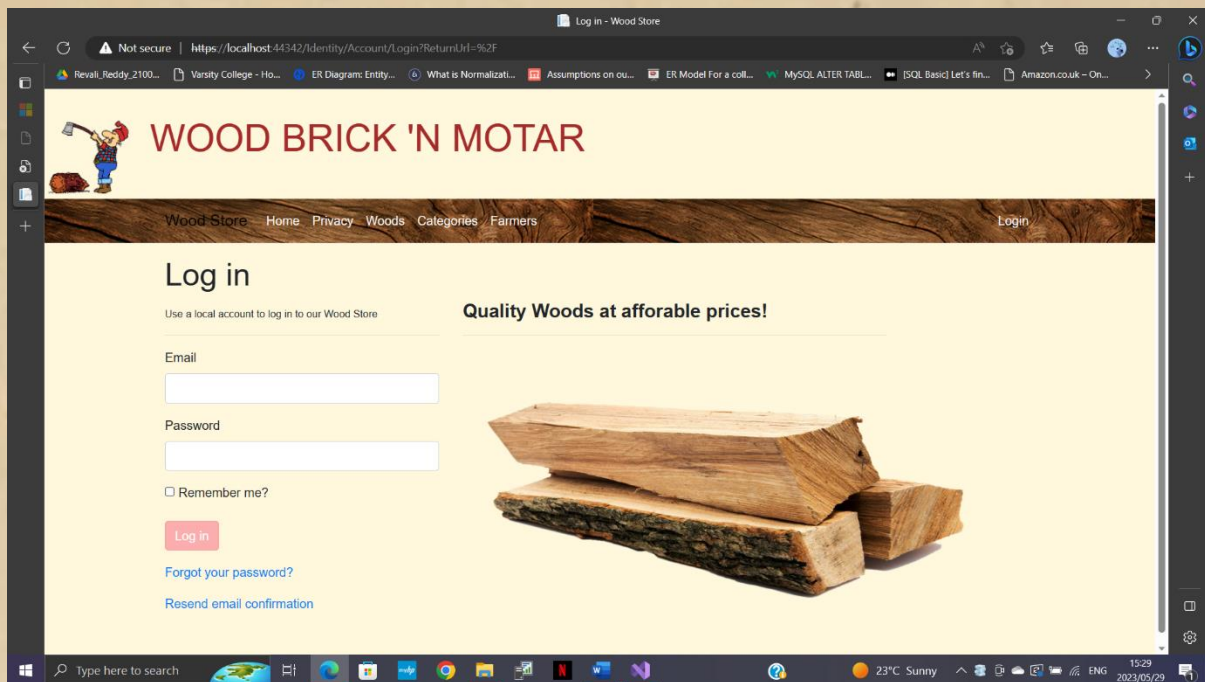 Log in - Wood Store
Not secure | https://localhost:44342/Identity/Account/Login?ReturnUrl=%2F
Revali_Reddy_2100... Varsity College - Ho... ER Diagram: Entity... What is Normalizati... Assumptions on ou... ER Model For a coll... MySQL ALTER TABL... [SQL Basic] Let's fin... Amazon.co.uk – On...
WOOD BRICK 'N MOTAR
Wood Store Home Privacy Woods Categories Farmers Login
Log in
Use a local account to log in to our Wood Store
Quality Woods at afforable prices!
Email
Password
Remember me?
Log in
Forgot your password?
Resend email confirmation
Type here to search
23°C Sunny
ENG
15:29
2023/05/29